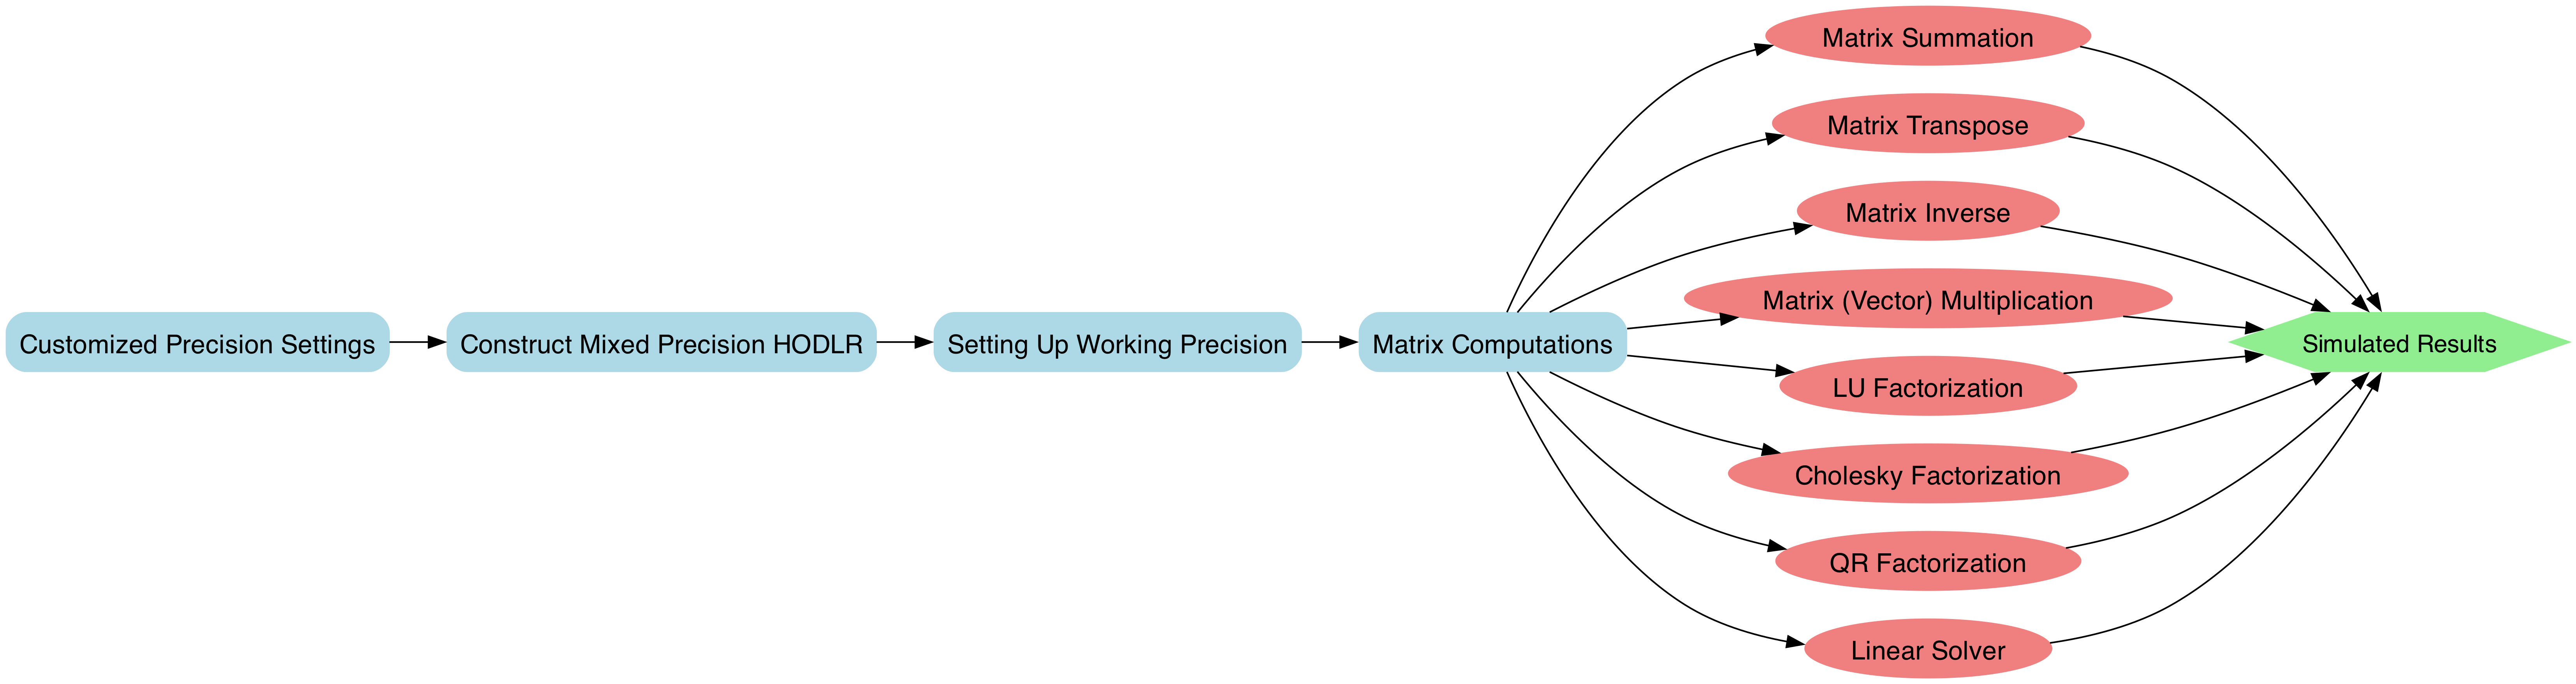 Customized Precision Settings
Construct Mixed Precision HODLR
Setting Up Working Precision
Matrix Computations
Matrix Summation
Matrix Transpose
Matrix Inverse
Matrix (Vector) Multiplication
LU Factorization
Cholesky Factorization
QR Factorization
Linear Solver
Simulated Results